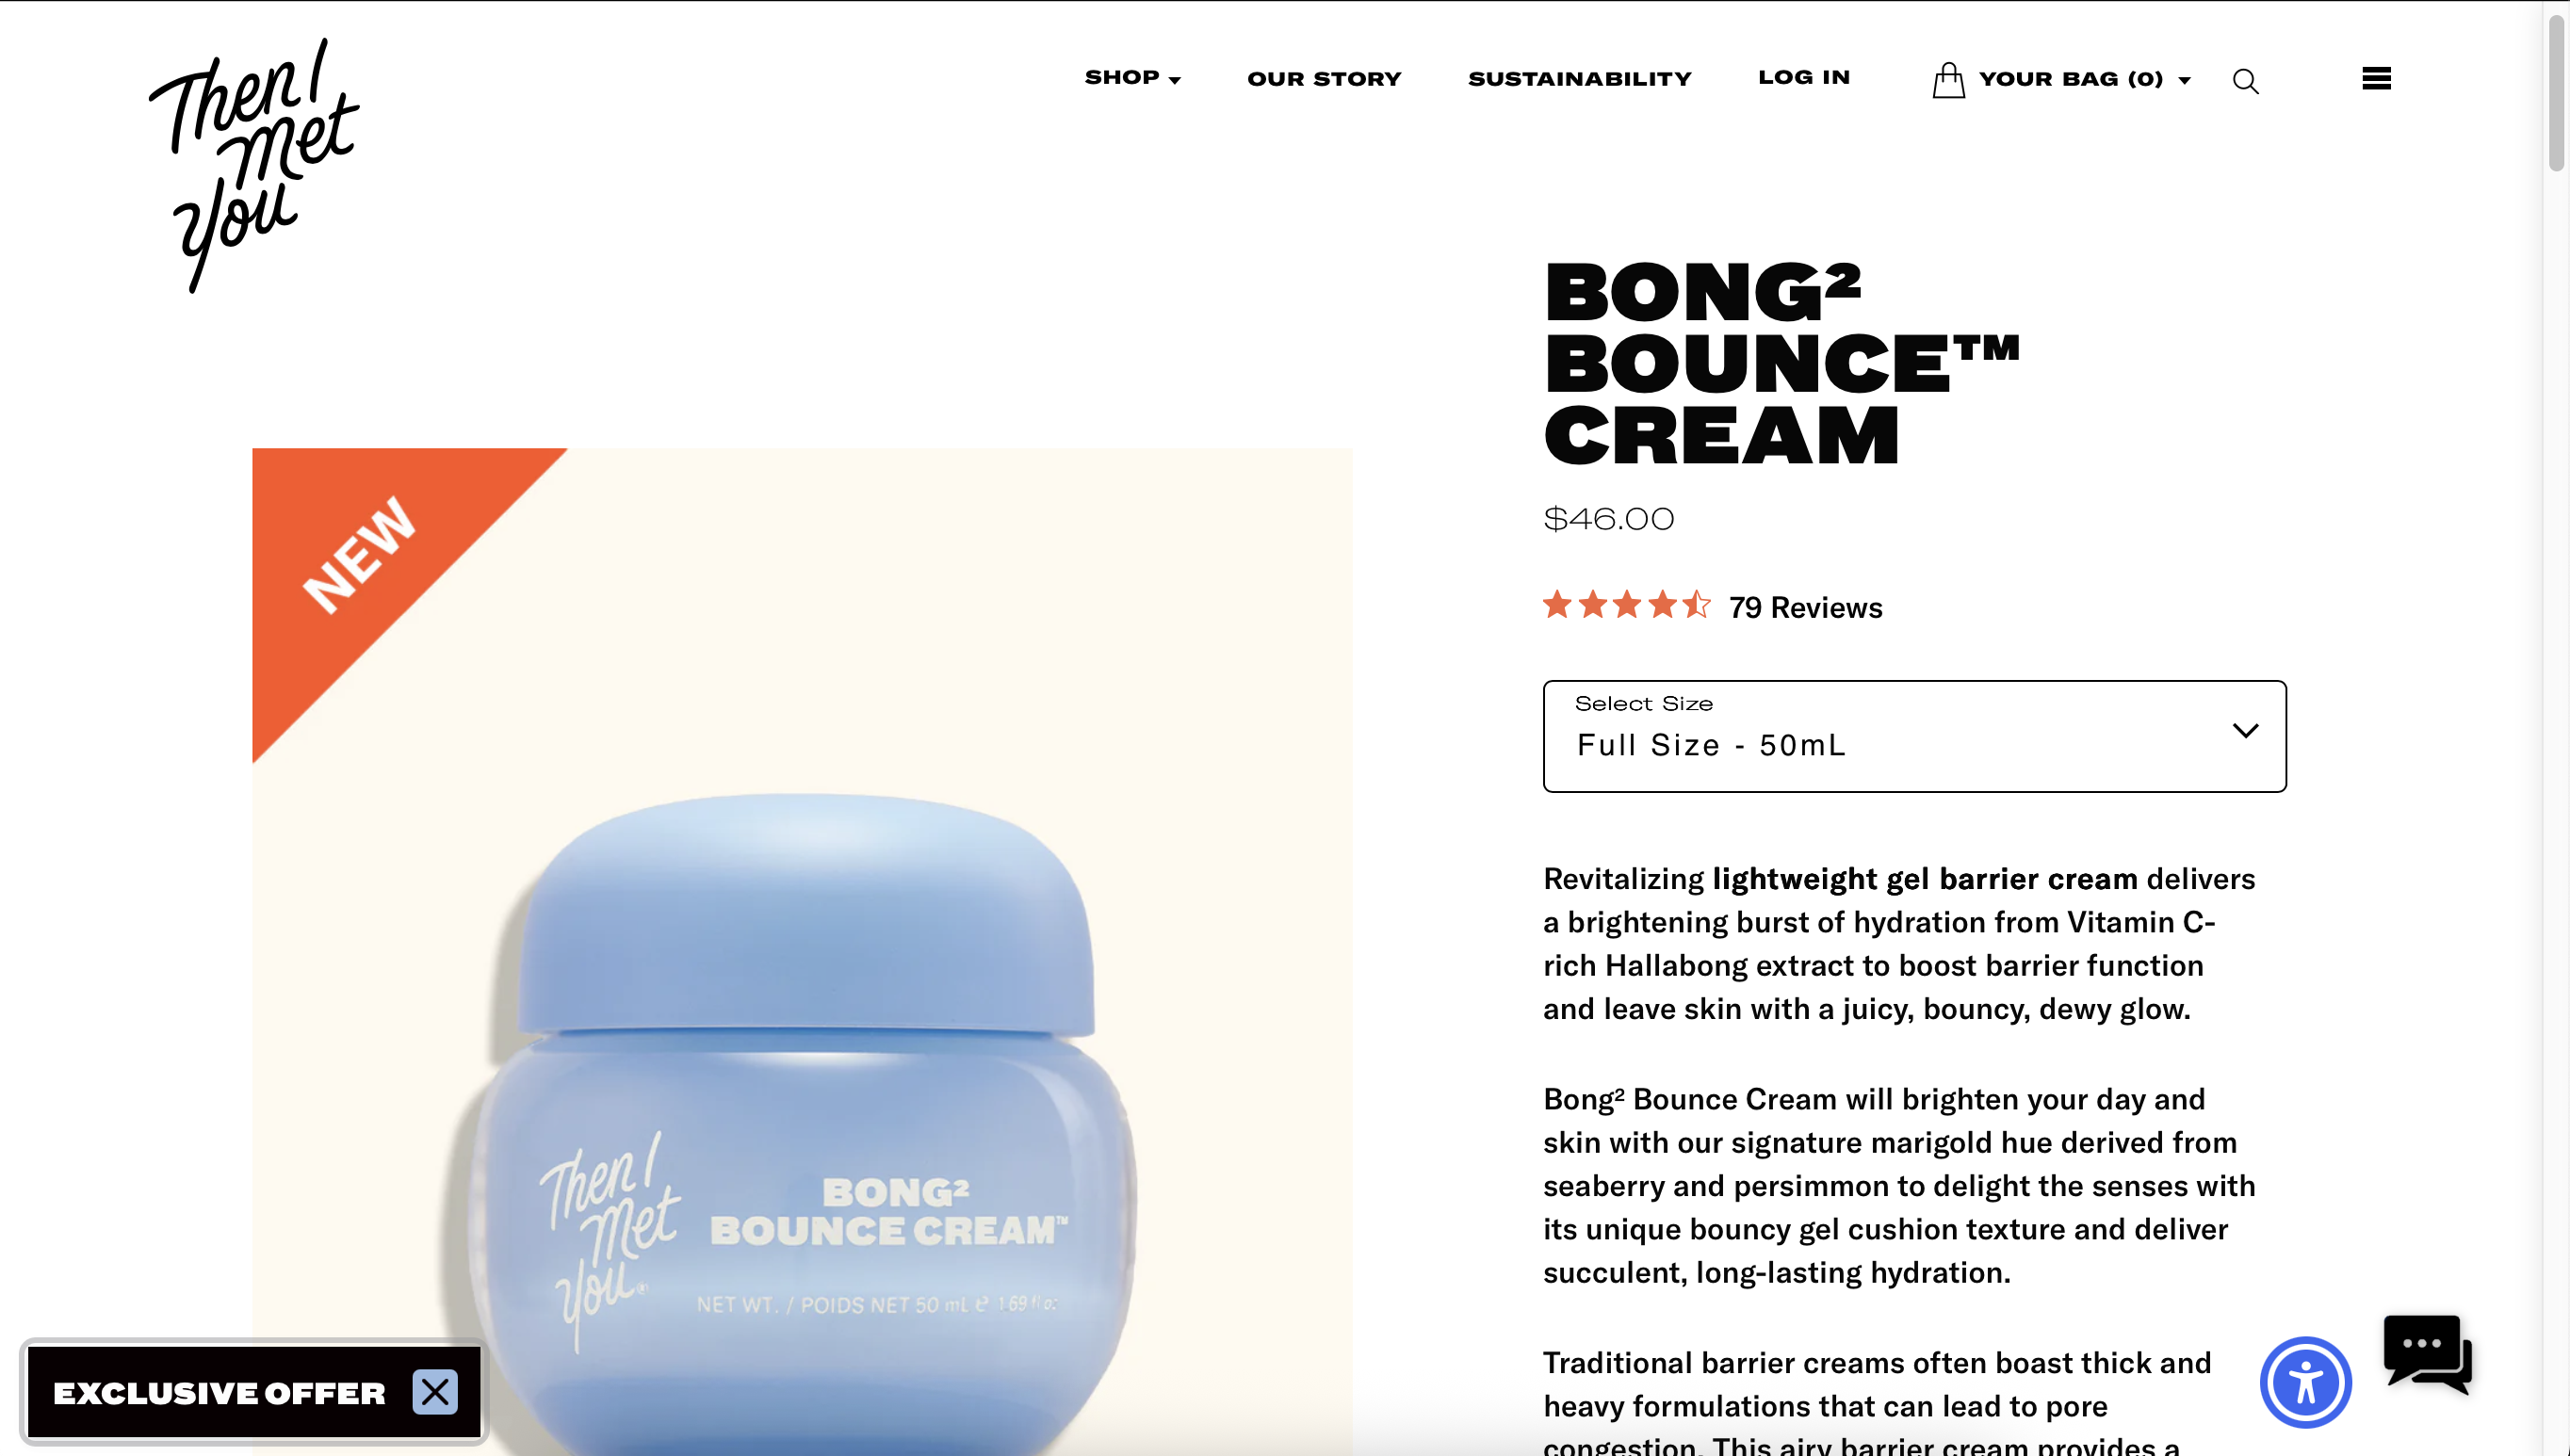 Then I
Met
You
SHOP
OUR STORY
SUSTAINABILITY
LOG IN
YOUR BAG (0)
BONG²
BOUNCE™
CREAM
$46.00
79 Reviews
Select Size
Full Size - 50mL
Revitalizing lightweight gel barrier cream delivers
a brightening burst of hydration from Vitamin C-
rich Hallabong extract to boost barrier function
and leave skin with a juicy, bouncy, dewy glow.
Bong² Bounce Cream will brighten your day and
skin with our signature marigold hue derived from
seaberry and persimmon to delight the senses with
its unique bouncy gel cushion texture and deliver
succulent, long-lasting hydration.
Traditional barrier creams often boast thick and
heavy formulations that can lead to pore
congestion. This airy barrier cream provides a
NEW
Then I
Met
You®
BONG²
BOUNCE CREAM™
NET WT. / POIDS NET 50 mL ℮ 1.69 fl oz
EXCLUSIVE OFFER